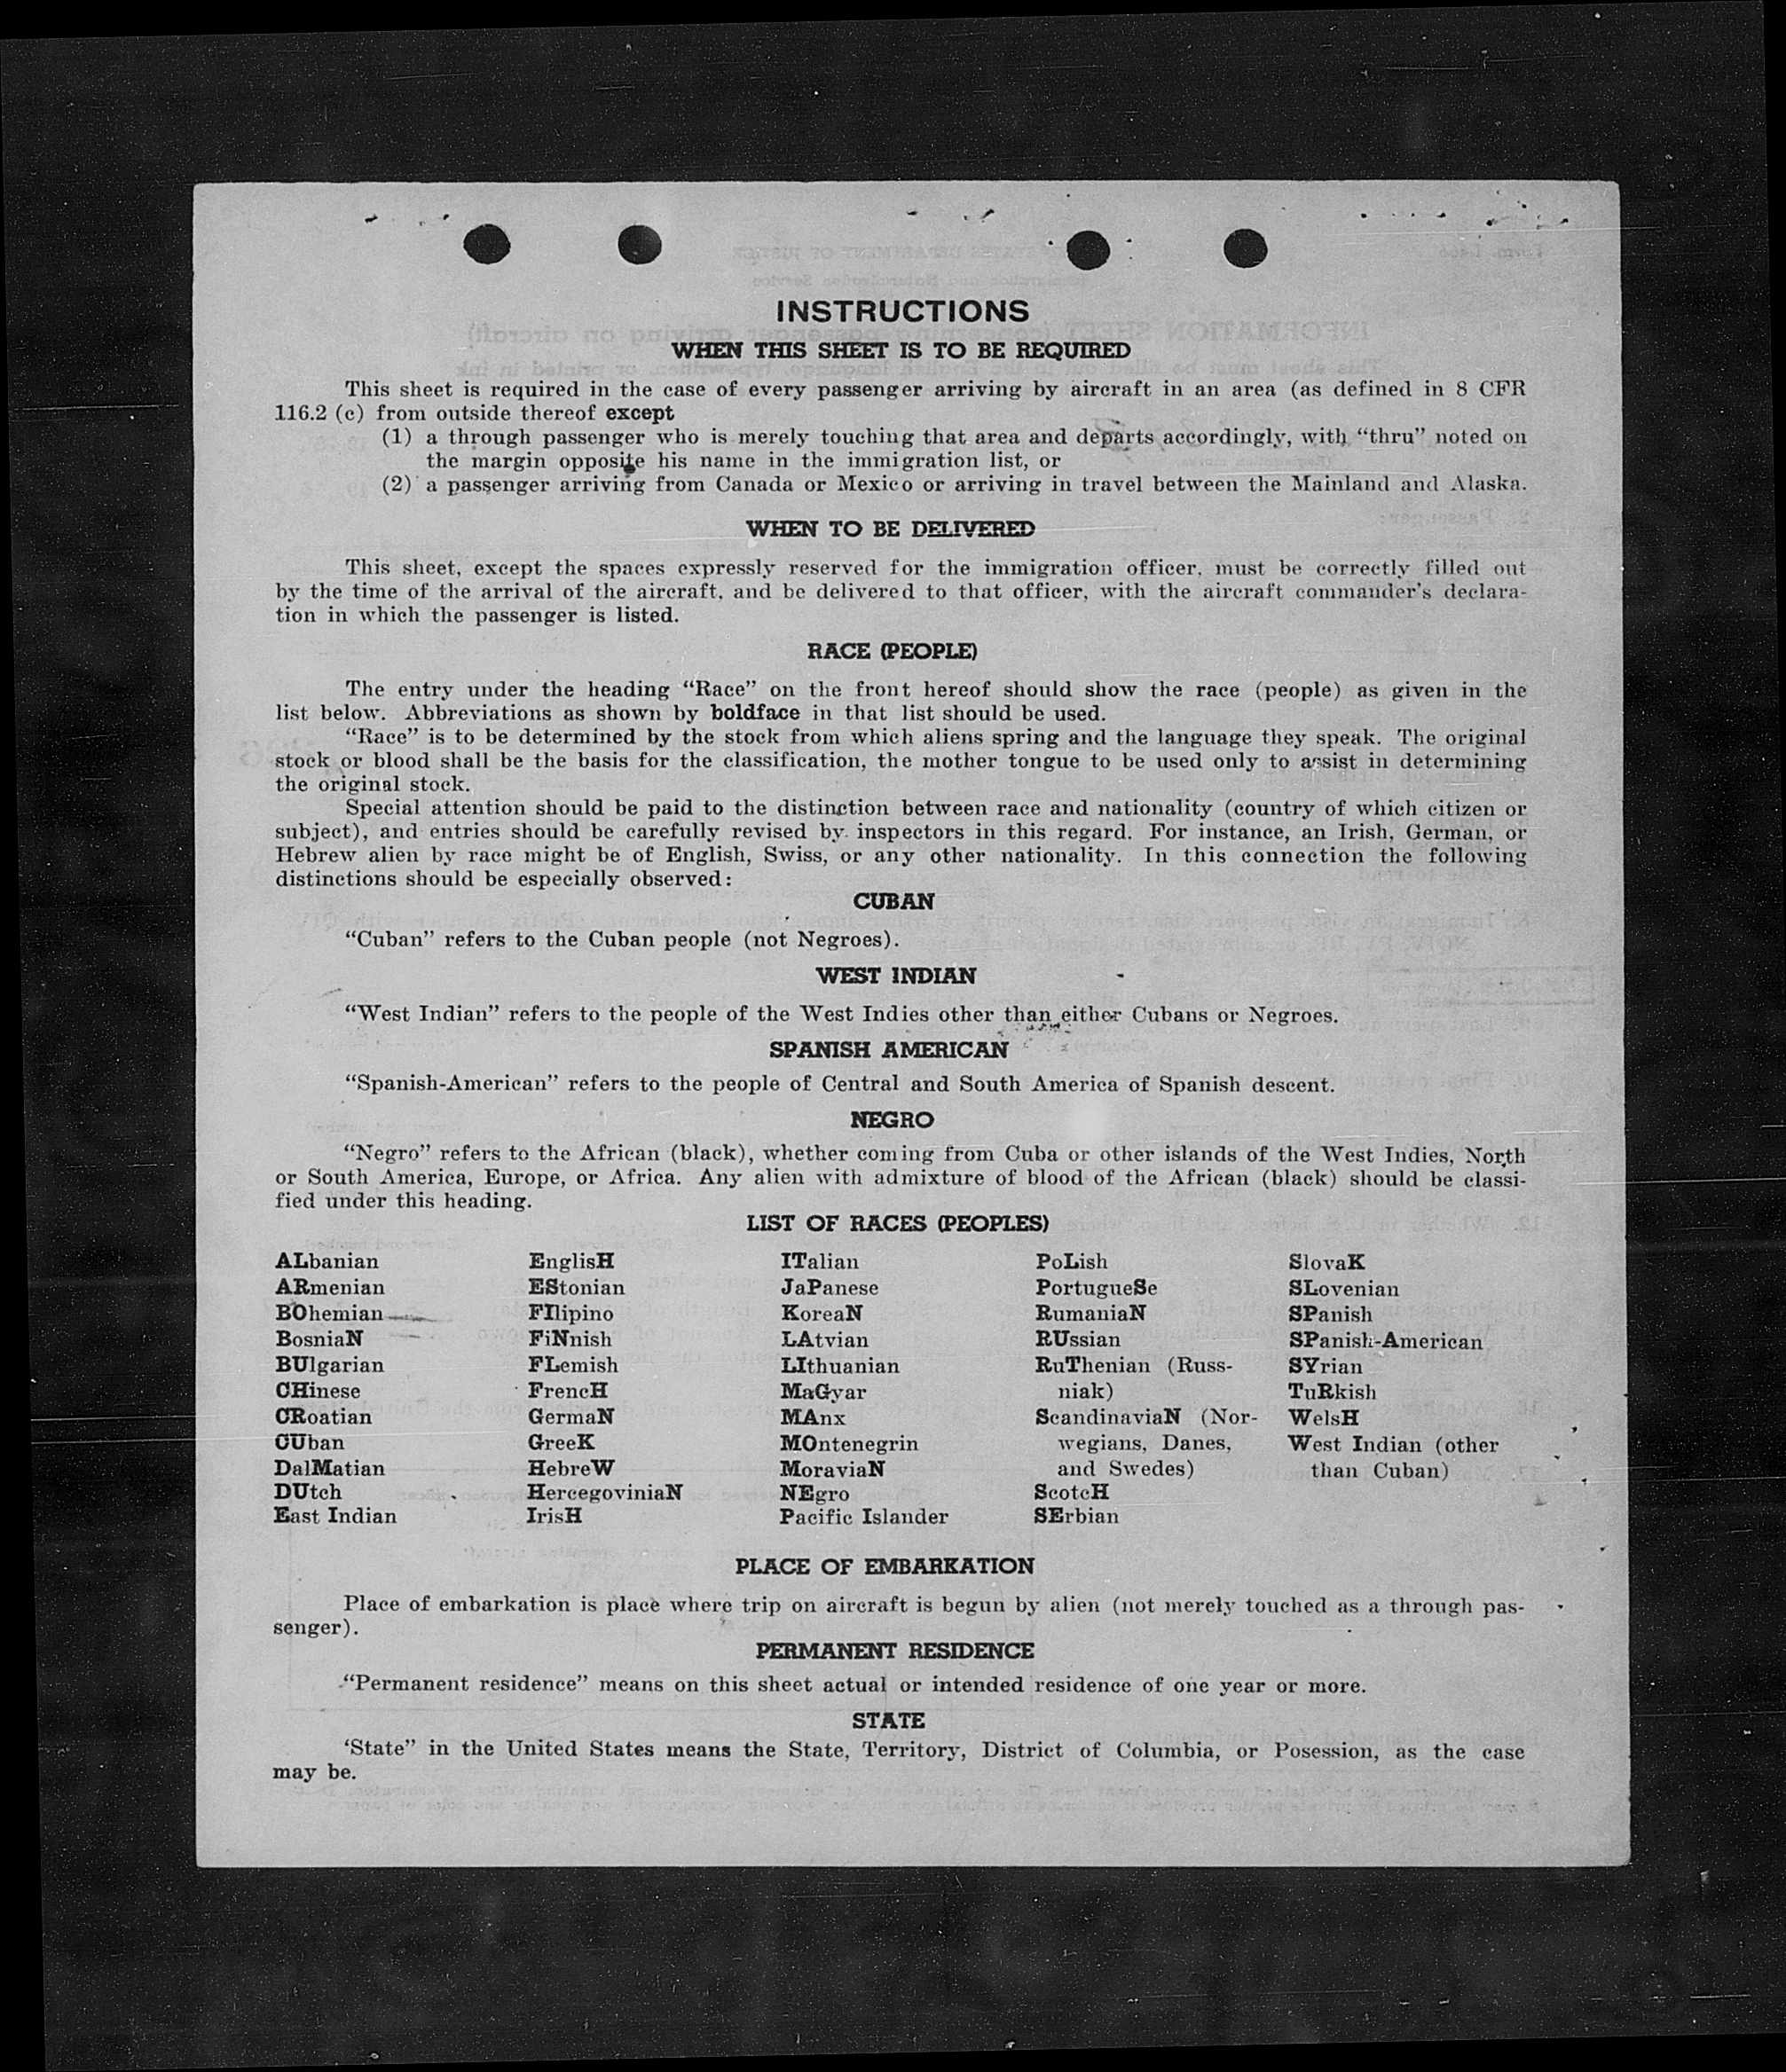 INSTRUCTIONS
WHEN THIS SHEET IS TO BE REQUIRED
This sheet is required in the case of every passenger arriving by aircraft in an area (as defined in 8 CFR
116.2 (c) from outside thereof except
(1) a through passenger who is merely touching that area and departs accordingly, with “thru” noted on
the margin opposite his name in the immigration list, or
(2) a passenger arriving from Canada or Mexico or arriving in travel between the Mainland and Alaska.
WHEN TO BE DELIVERED
This sheet, except the spaces expressly reserved for the immigration officer, must be correctly filled out
by the time of the arrival of the aircraft, and be delivered to that officer, with the aircraft commander's declara-
tion in which the passenger is listed.
RACE (PEOPLE)
The entry under the heading “Race” on the front hereof should show the race (people) as given in the
list below. Abbreviations as shown by boldface in that list should be used.
“Race” is to be determined by the stock from which aliens spring and the language they speak. The original
stock or blood shall be the basis for the classification, the mother tongue to be used only to assist in determining
the original stock.
Special attention should be paid to the distinction between race and nationality (country of which citizen or
subject), and entries should be carefully revised by inspectors in this regard. For instance, an Irish, German, or
Hebrew alien by race might be of English, Swiss, or any other nationality. In this connection the following
distinctions should be especially observed:
CUBAN
“Cuban” refers to the Cuban people (not Negroes).
WEST INDIAN
“West Indian” refers to the people of the West Indies other than either Cubans or Negroes.
SPANISH AMERICAN
“Spanish-American” refers to the people of Central and South America of Spanish descent.
NEGRO
“Negro” refers to the African (black), whether coming from Cuba or other islands of the West Indies, North
or South America, Europe, or Africa. Any alien with admixture of blood of the African (black) should be classi-
fied under this heading.
LIST OF RACES (PEOPLES)
ALbanian EnglisH ITalian PoLish SlovaK
ARmenian EStonian JaPanese PortugueSe SLovenian
BOhemian FIlipino KoreaN RumaniaN SPanish
BosniaN FiNnish LAtvian RUssian SPanish-American
BUlgarian FLemish LIthuanian RuThenian (Russ- SYrian
CHinese FrencH MaGyar niak) TuRkish
CRoatian GermaN MAnx ScandinaviaN (Nor- WelsH
CUban GreeK MOntenegrin wegians, Danes, West Indian (other
DalMatian HebreW MoraviaN and Swedes) than Cuban)
DUtch HercegoviniaN NEgro ScotcH
East Indian IrisH Pacific Islander SErbian
PLACE OF EMBARKATION
Place of embarkation is place where trip on aircraft is begun by alien (not merely touched as a through pas-
senger).
PERMANENT RESIDENCE
“Permanent residence” means on this sheet actual or intended residence of one year or more.
STATE
‘State” in the United States means the State, Territory, District of Columbia, or Posession, as the case
may be.